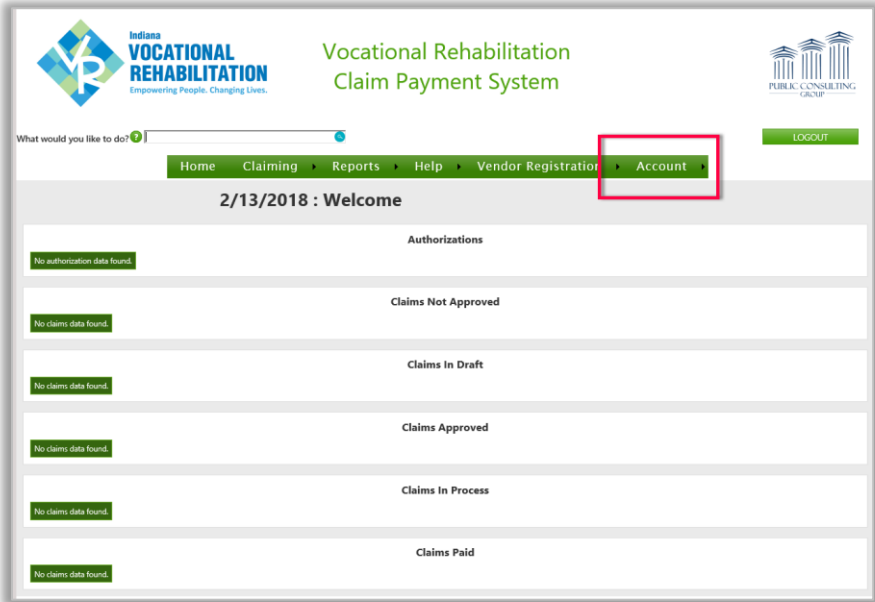 Indiana
VOCATIONAL
REHABILITATION
Empowering People. Changing Lives.
VR
Vocational Rehabilitation
Claim Payment System
PUBLIC CONSULTING
GROUP
What would you like to do? ?
LOGOUT
Home Claiming Reports Help Vendor Registration Account
2/13/2018 : Welcome
Authorizations
No authorization data found.
Claims Not Approved
No claims data found.
Claims In Draft
No claims data found.
Claims Approved
No claims data found.
Claims In Process
No claims data found.
Claims Paid
No claims data found.